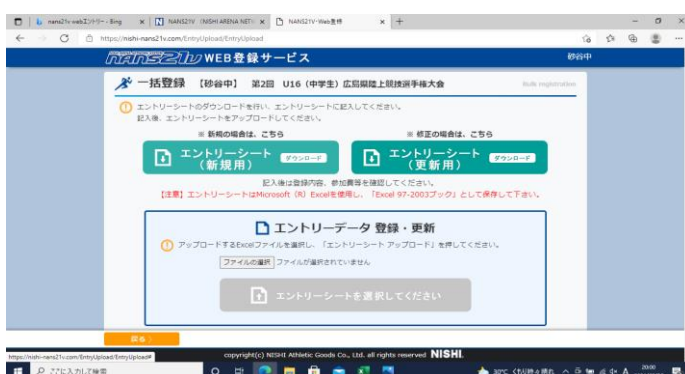 nans21v webエントリー - Bing
NANS21V (NISHI ARENA NET)
NANS21V-Web登録
https://nishi-nans21v.com/EntryUpload/EntryUpload
NANS21V WEB登録サービス
砂谷中
一括登録 【砂谷中】 第2回 U16（中学生）広島県陸上競技選手権大会
Bulk registration
エントリーシートのダウンロードを行い、エントリーシートに記入してください。
記入後、エントリーシートをアップロードしてください。
※ 新規の場合は、こちら
※ 修正の場合は、こちら
エントリーシート
（新規用）
ダウンロード
エントリーシート
（更新用）
ダウンロード
記入後は登録内容、参加費等を確認してください。
【注意】エントリーシートはMicrosoft（R）Excelを使用し、「Excel 97-2003ブック」として保存して下さい。
エントリーデータ 登録・更新
アップロードするExcelファイルを選択し、「エントリーシート アップロード」を押してください。
ファイルの選択 ファイルが選択されていません
エントリーシートを選択してください
戻る
copyright(c) NISHI Athletic Goods Co., Ltd. all rights reserved NISHI.
https://nishi-nans21v.com/EntryUpload/EntryUpload#
ここに入力して検索
30°C くもり時々晴れ
A
20:00